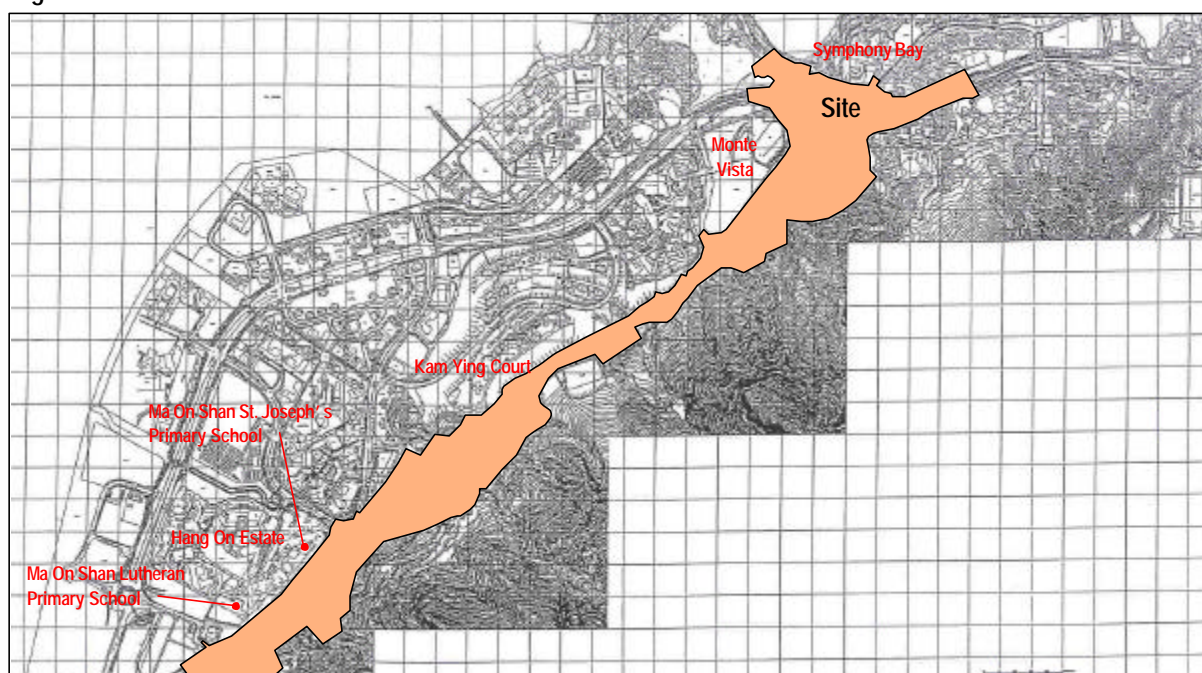 Symphony Bay
Site
Monte
Vista
Kam Ying Court
Ma On Shan St. Joseph's
Primary School
Hang On Estate
Ma On Shan Lutheran
Primary School